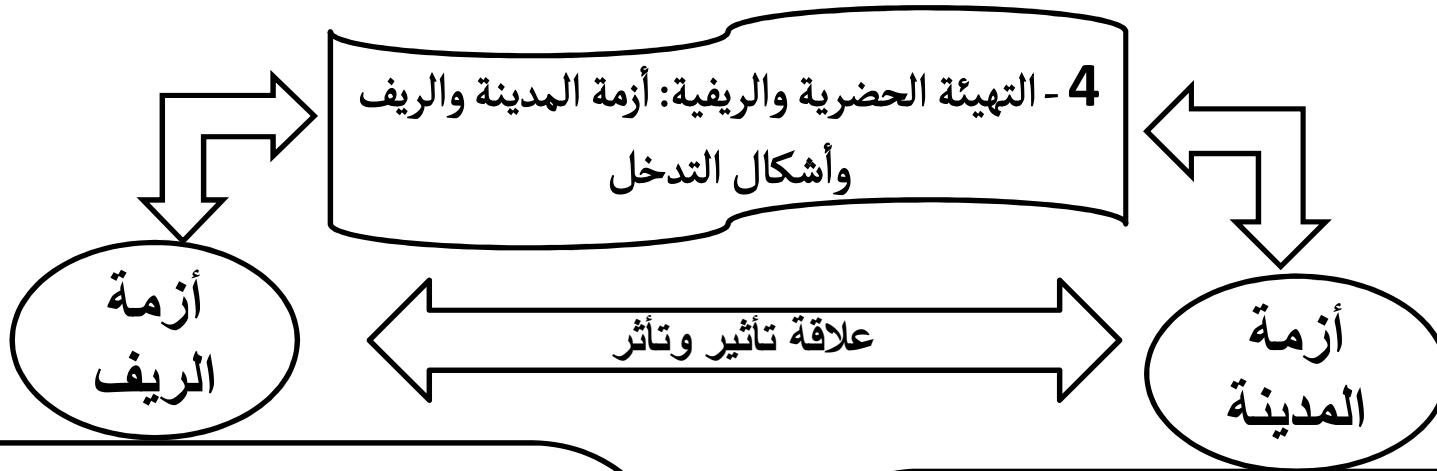 4 - التهيئة الحضرية والريفية: أزمة المدينة والريف
وأشكال التدخل
أزمة
المدينة
علاقة تأثير وتأثر
أزمة
الريف